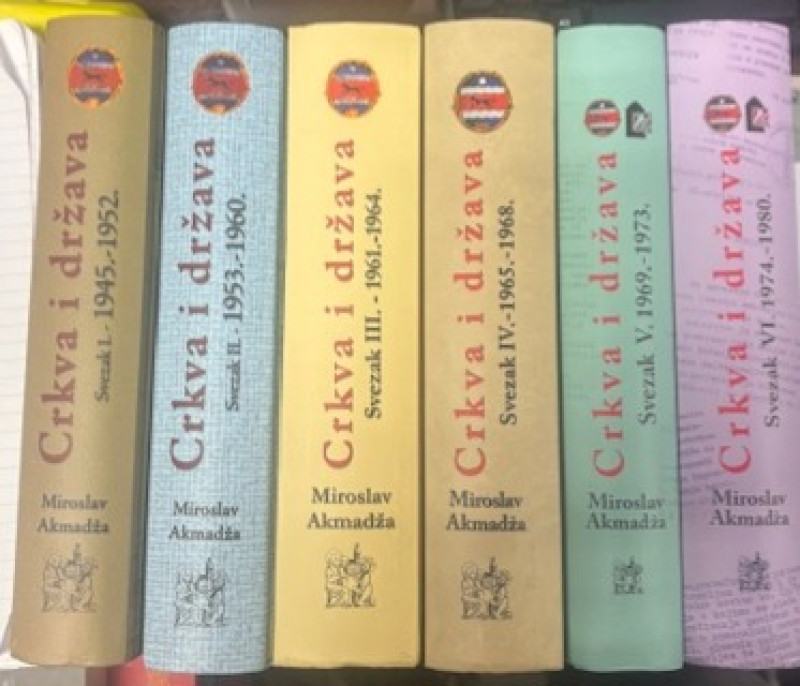 Crkva i država
Svezak I. - 1945.-1952.
Miroslav
Akmadža
Crkva i država
Svezak II. - 1953.-1960.
Miroslav
Akmadža
Crkva i država
Svezak III. - 1961.-1964.
Miroslav
Akmadža
Crkva i država
Svezak IV.-1965.-1968.
Miroslav
Akmadža
Crkva i država
Svezak V. 1969.-1973.
Miroslav
Akmadža
Crkva i država
Svezak VI. 1974.-1980.
Miroslav
Akmadža